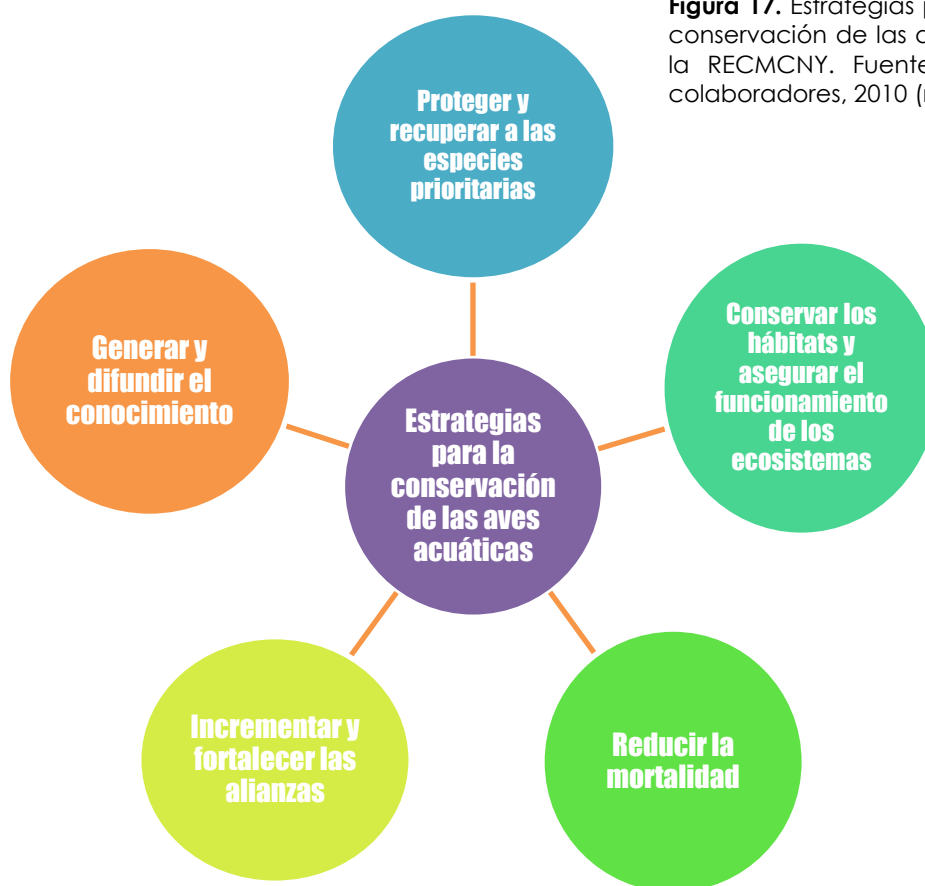 Figura 17. Estrategias
conservación de las
la RECMCNY. Fuente
colaboradores, 2010
Proteger y
recuperar a las
especies
prioritarias
Conservar los
hábitats y
asegurar el
funcionamiento
de los
ecosistemas
Generar y
difundir el
conocimiento
Estrategias
para la
conservación
de las aves
acuáticas
Incrementar y
fortalecer las
alianzas
Reducir la
mortalidad